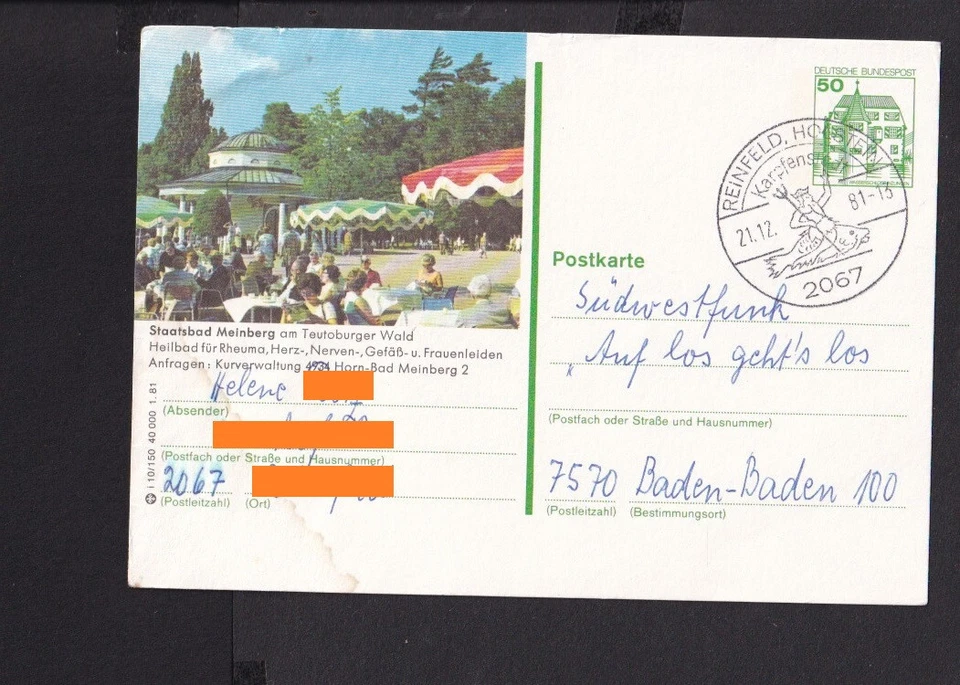 DEUTSCHE BUNDESPOST
50
REINFELD, HOLSTEIN
21.12. 81-13
2067
Staatsbad Meinberg am Teutoburger Wald
Heilbad für Rheuma, Herz-, Nerven-, Gefäß- u. Frauenleiden
Anfragen: Kurverwaltung 4934 Horn-Bad Meinberg 2
Helene
(Absender)
(Postfach oder Straße und Hausnummer)
2067
(Postleitzahl) (Ort)
i 10/150 40 000 1.81
Postkarte
Südwestfunk
„Auf los geht's los
(Postfach oder Straße und Hausnummer)
7570 Baden-Baden 100
(Postleitzahl) (Bestimmungsort)